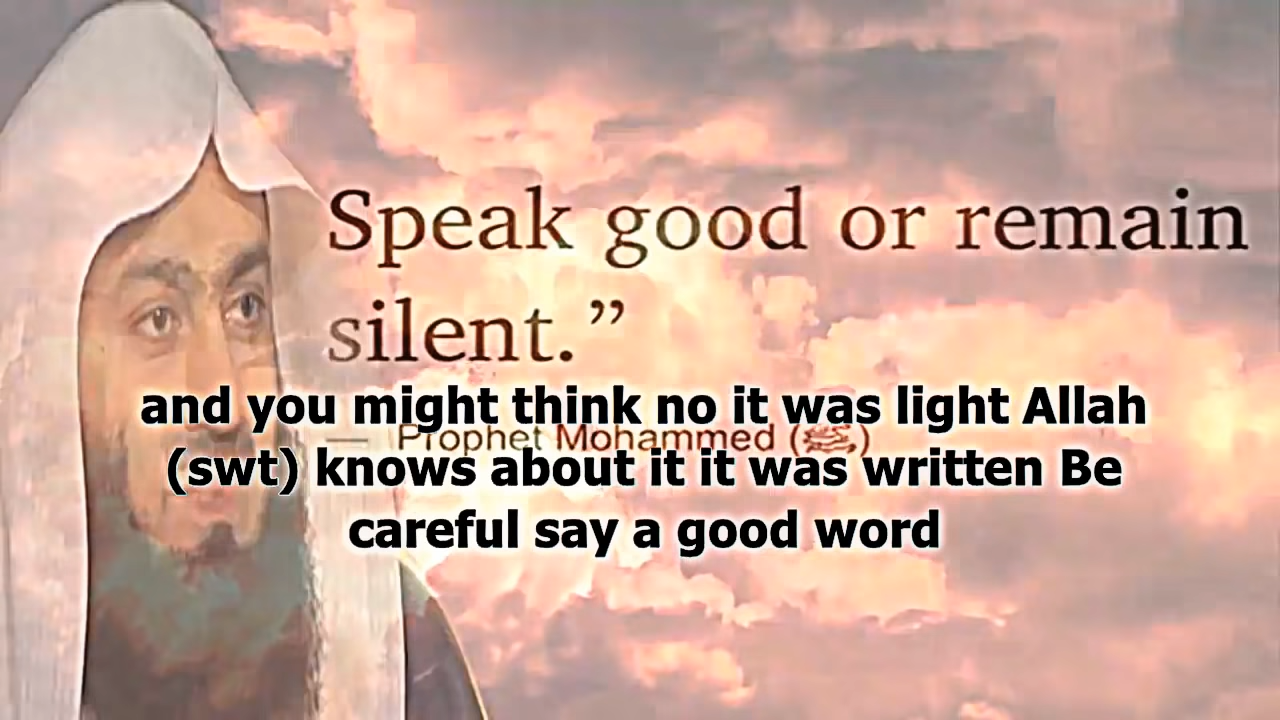 Speak good or remain
silent.”
and you might think no it was light Allah
— Prophet Mohammed (ﷺ)
(swt) knows about it it was written Be
careful say a good word